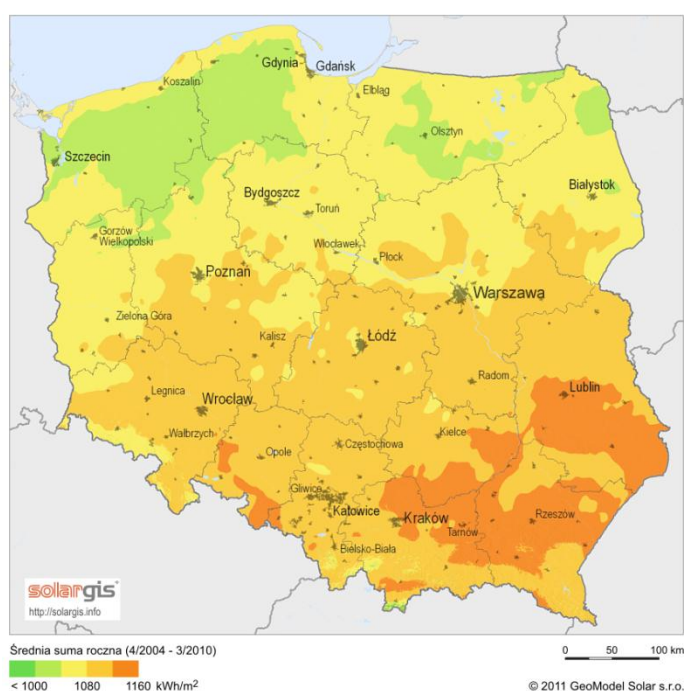 Gdynia
Gdańsk
Koszalin
Elbląg
Olsztyn
Szczecin
Białystok
Bydgoszcz
Toruń
Gorzów
Wielkopolski
Włocławek
Płock
Poznań
Warszawa
Zielona Góra
Kalisz
Łódź
Radom
Lublin
Legnica
Wrocław
Wałbrzych
Opole
Częstochowa
Kielce
Gliwice
Katowice
Kraków
Tarnów
Rzeszów
Bielsko-Biała
solargis
http://solargis.info
Średnia suma roczna (4/2004 - 3/2010)
0 50 100 km
< 1000 1080 1160 kWh/m²
© 2011 GeoModel Solar s.r.o.